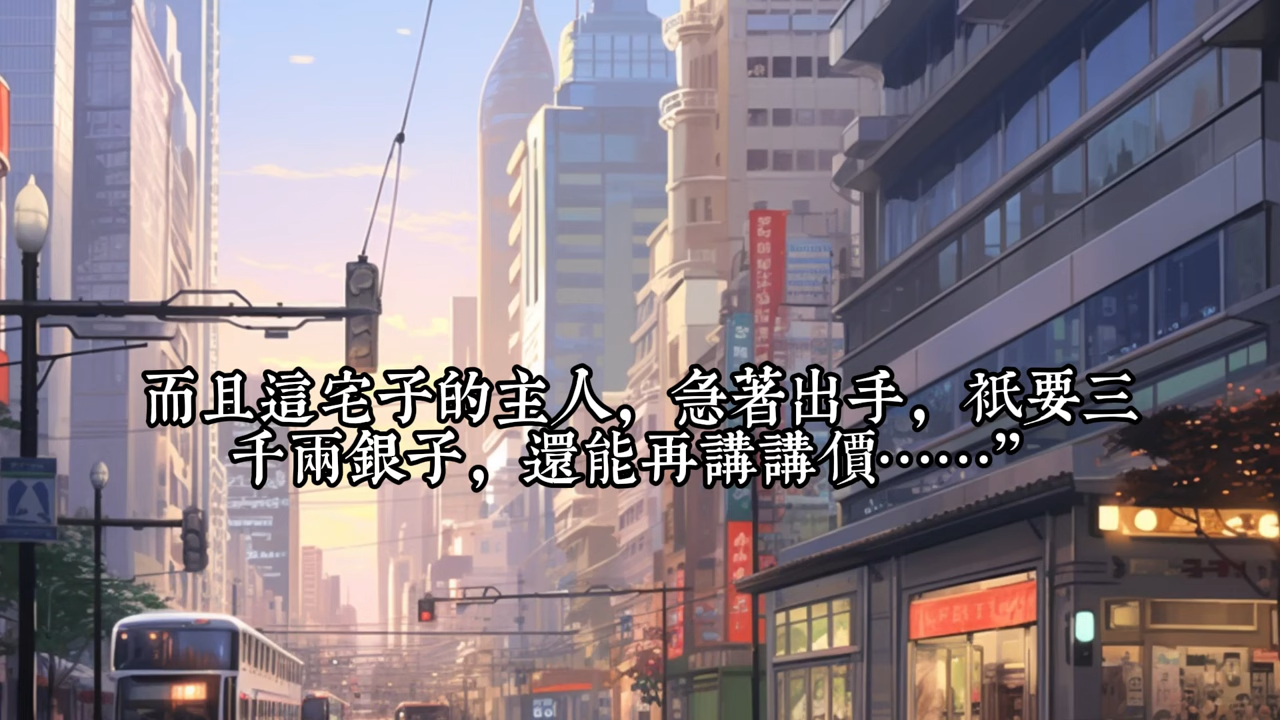 而且這宅子的主人，急著出手，祇要三
千兩銀子，還能再講講價……”